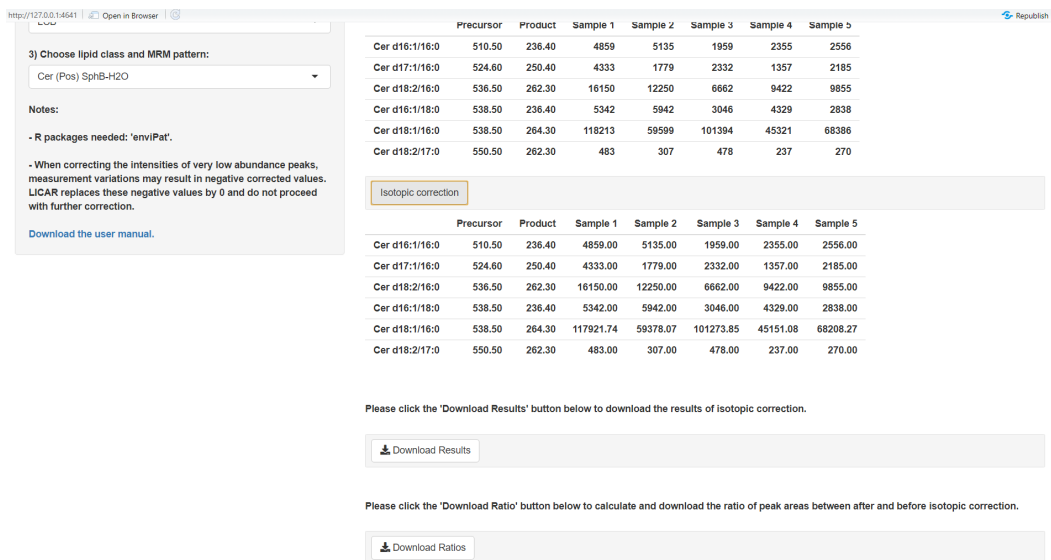 http://127.0.0.1:4641 Open in Browser Republish
3) Choose lipid class and MRM pattern:
Cer (Pos) SphB-H2O
Notes:
- R packages needed: 'enviPat'.
- When correcting the intensities of very low abundance peaks,
measurement variations may result in negative corrected values.
LICAR replaces these negative values by 0 and do not proceed
with further correction.
Download the user manual.
Precursor Product Sample 1 Sample 2 Sample 3 Sample 4 Sample 5
Cer d16:1/16:0 510.50 236.40 4859 5135 1959 2355 2556
Cer d17:1/16:0 524.60 250.40 4333 1779 2332 1357 2185
Cer d18:2/16:0 536.50 262.30 16150 12250 6662 9422 9855
Cer d16:1/18:0 538.50 236.40 5342 5942 3046 4329 2838
Cer d18:1/16:0 538.50 264.30 118213 59599 101394 45321 68386
Cer d18:2/17:0 550.50 262.30 483 307 478 237 270
Isotopic correction
Precursor Product Sample 1 Sample 2 Sample 3 Sample 4 Sample 5
Cer d16:1/16:0 510.50 236.40 4859.00 5135.00 1959.00 2355.00 2556.00
Cer d17:1/16:0 524.60 250.40 4333.00 1779.00 2332.00 1357.00 2185.00
Cer d18:2/16:0 536.50 262.30 16150.00 12250.00 6662.00 9422.00 9855.00
Cer d16:1/18:0 538.50 236.40 5342.00 5942.00 3046.00 4329.00 2838.00
Cer d18:1/16:0 538.50 264.30 117921.74 59378.07 101273.85 45151.08 68208.27
Cer d18:2/17:0 550.50 262.30 483.00 307.00 478.00 237.00 270.00
Please click the 'Download Results' button below to download the results of isotopic correction.
Download Results
Please click the 'Download Ratio' button below to calculate and download the ratio of peak areas between after and before isotopic correction.
Download Ratios